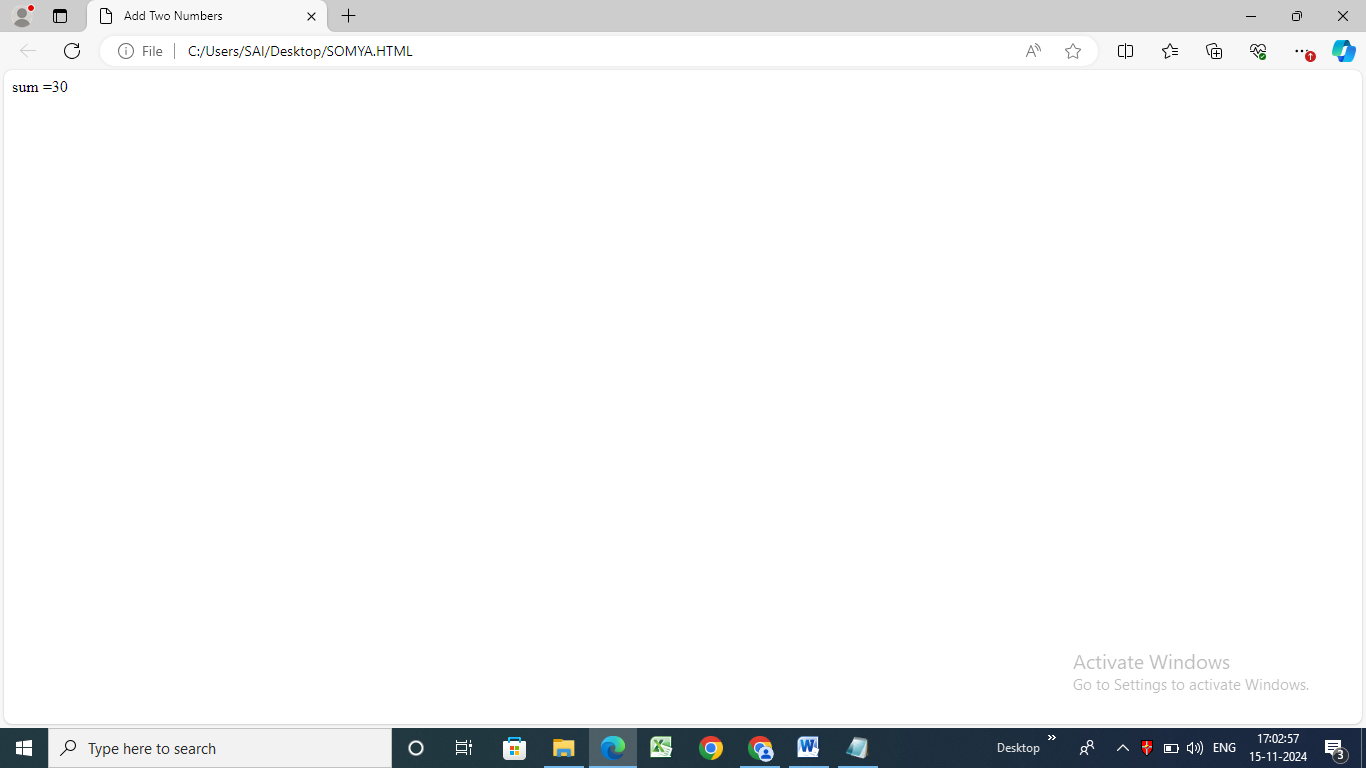 Add Two Numbers
File C:/Users/SAI/Desktop/SOMYA.HTML
sum =30
Activate Windows
Go to Settings to activate Windows.
Type here to search
Desktop
ENG
17:02:57
15-11-2024
3